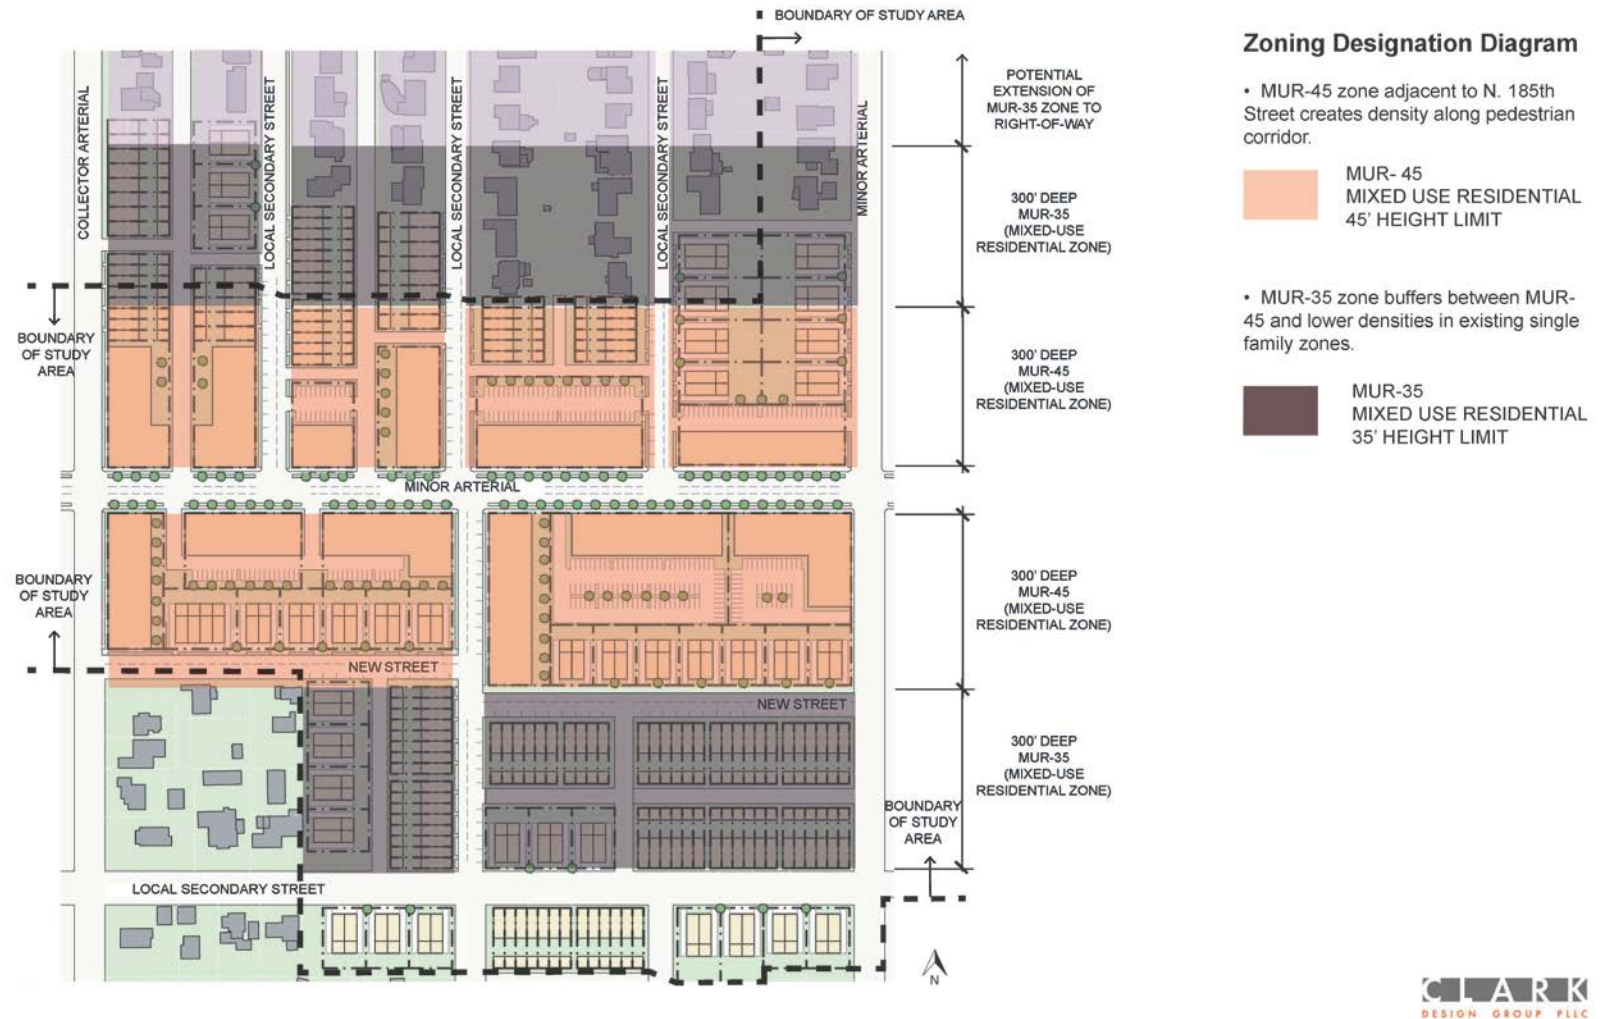 BOUNDARY OF STUDY AREA
Zoning Designation Diagram
• MUR-45 zone adjacent to N. 185th
Street creates density along pedestrian
corridor.
MUR- 45
MIXED USE RESIDENTIAL
45' HEIGHT LIMIT
• MUR-35 zone buffers between MUR-
45 and lower densities in existing single
family zones.
MUR-35
MIXED USE RESIDENTIAL
35' HEIGHT LIMIT
POTENTIAL
EXTENSION OF
MUR-35 ZONE TO
RIGHT-OF-WAY
300' DEEP
MUR-35
(MIXED-USE
RESIDENTIAL ZONE)
300' DEEP
MUR-45
(MIXED-USE
RESIDENTIAL ZONE)
300' DEEP
MUR-45
(MIXED-USE
RESIDENTIAL ZONE)
300' DEEP
MUR-35
(MIXED-USE
RESIDENTIAL ZONE)
COLLECTOR ARTERIAL
LOCAL SECONDARY STREET
LOCAL SECONDARY STREET
LOCAL SECONDARY STREET
MINOR ARTERIAL
BOUNDARY
OF STUDY
AREA
MINOR ARTERIAL
BOUNDARY
OF STUDY
AREA
NEW STREET
NEW STREET
BOUNDARY
OF STUDY
AREA
LOCAL SECONDARY STREET
N
CLARK
DESIGN GROUP PLLC